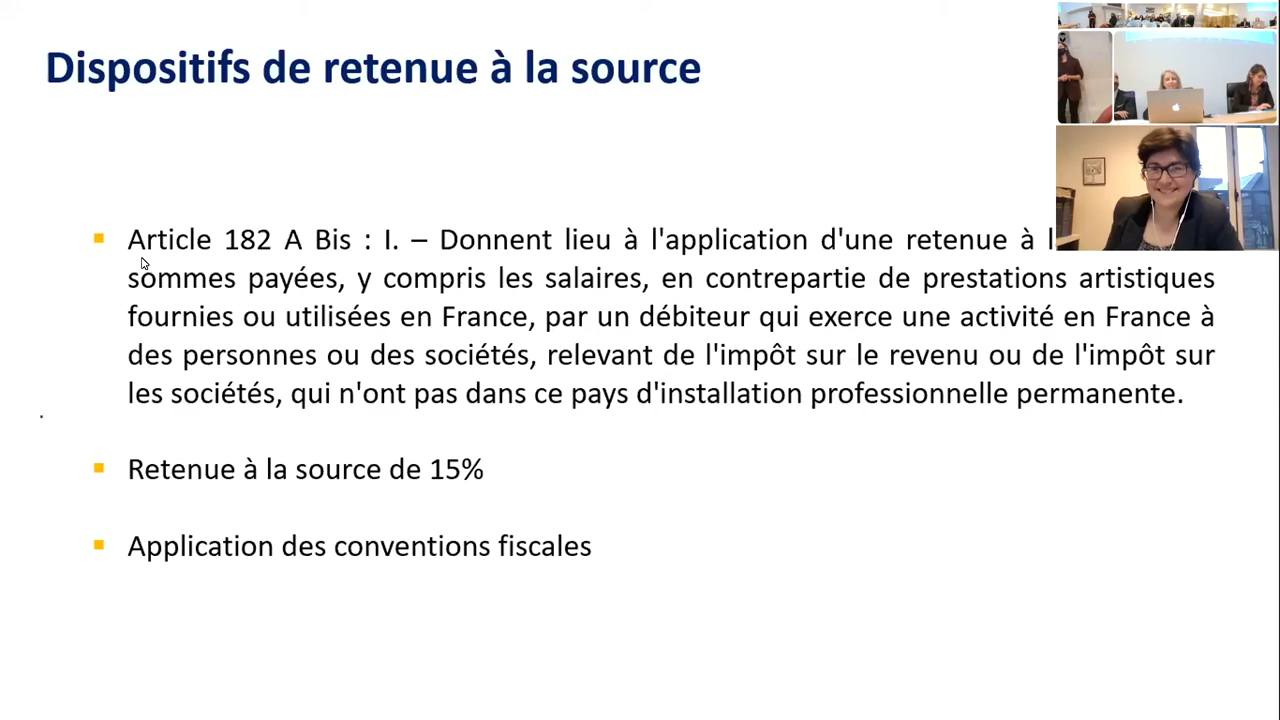 Dispositifs de retenue à la source
Article 182 A Bis : I. – Donnent lieu à l'application d'une retenue à
sommes payées, y compris les salaires, en contrepartie de prestations artistiques
fournies ou utilisées en France, par un débiteur qui exerce une activité en France à
des personnes ou des sociétés, relevant de l'impôt sur le revenu ou de l'impôt sur
les sociétés, qui n'ont pas dans ce pays d'installation professionnelle permanente.
Retenue à la source de 15%
Application des conventions fiscales